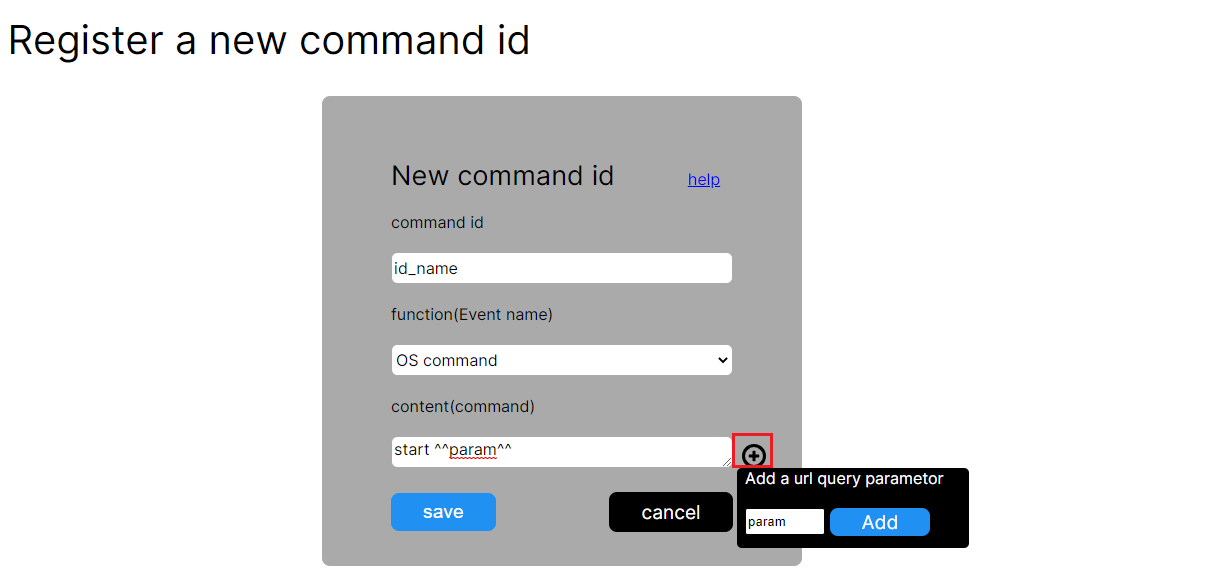 Register a new command id
New command id
help
command id
id_name
function(Event name)
OS command
content(command)
start ^^param^^
Add a url query parametor
save
cancel
param
Add